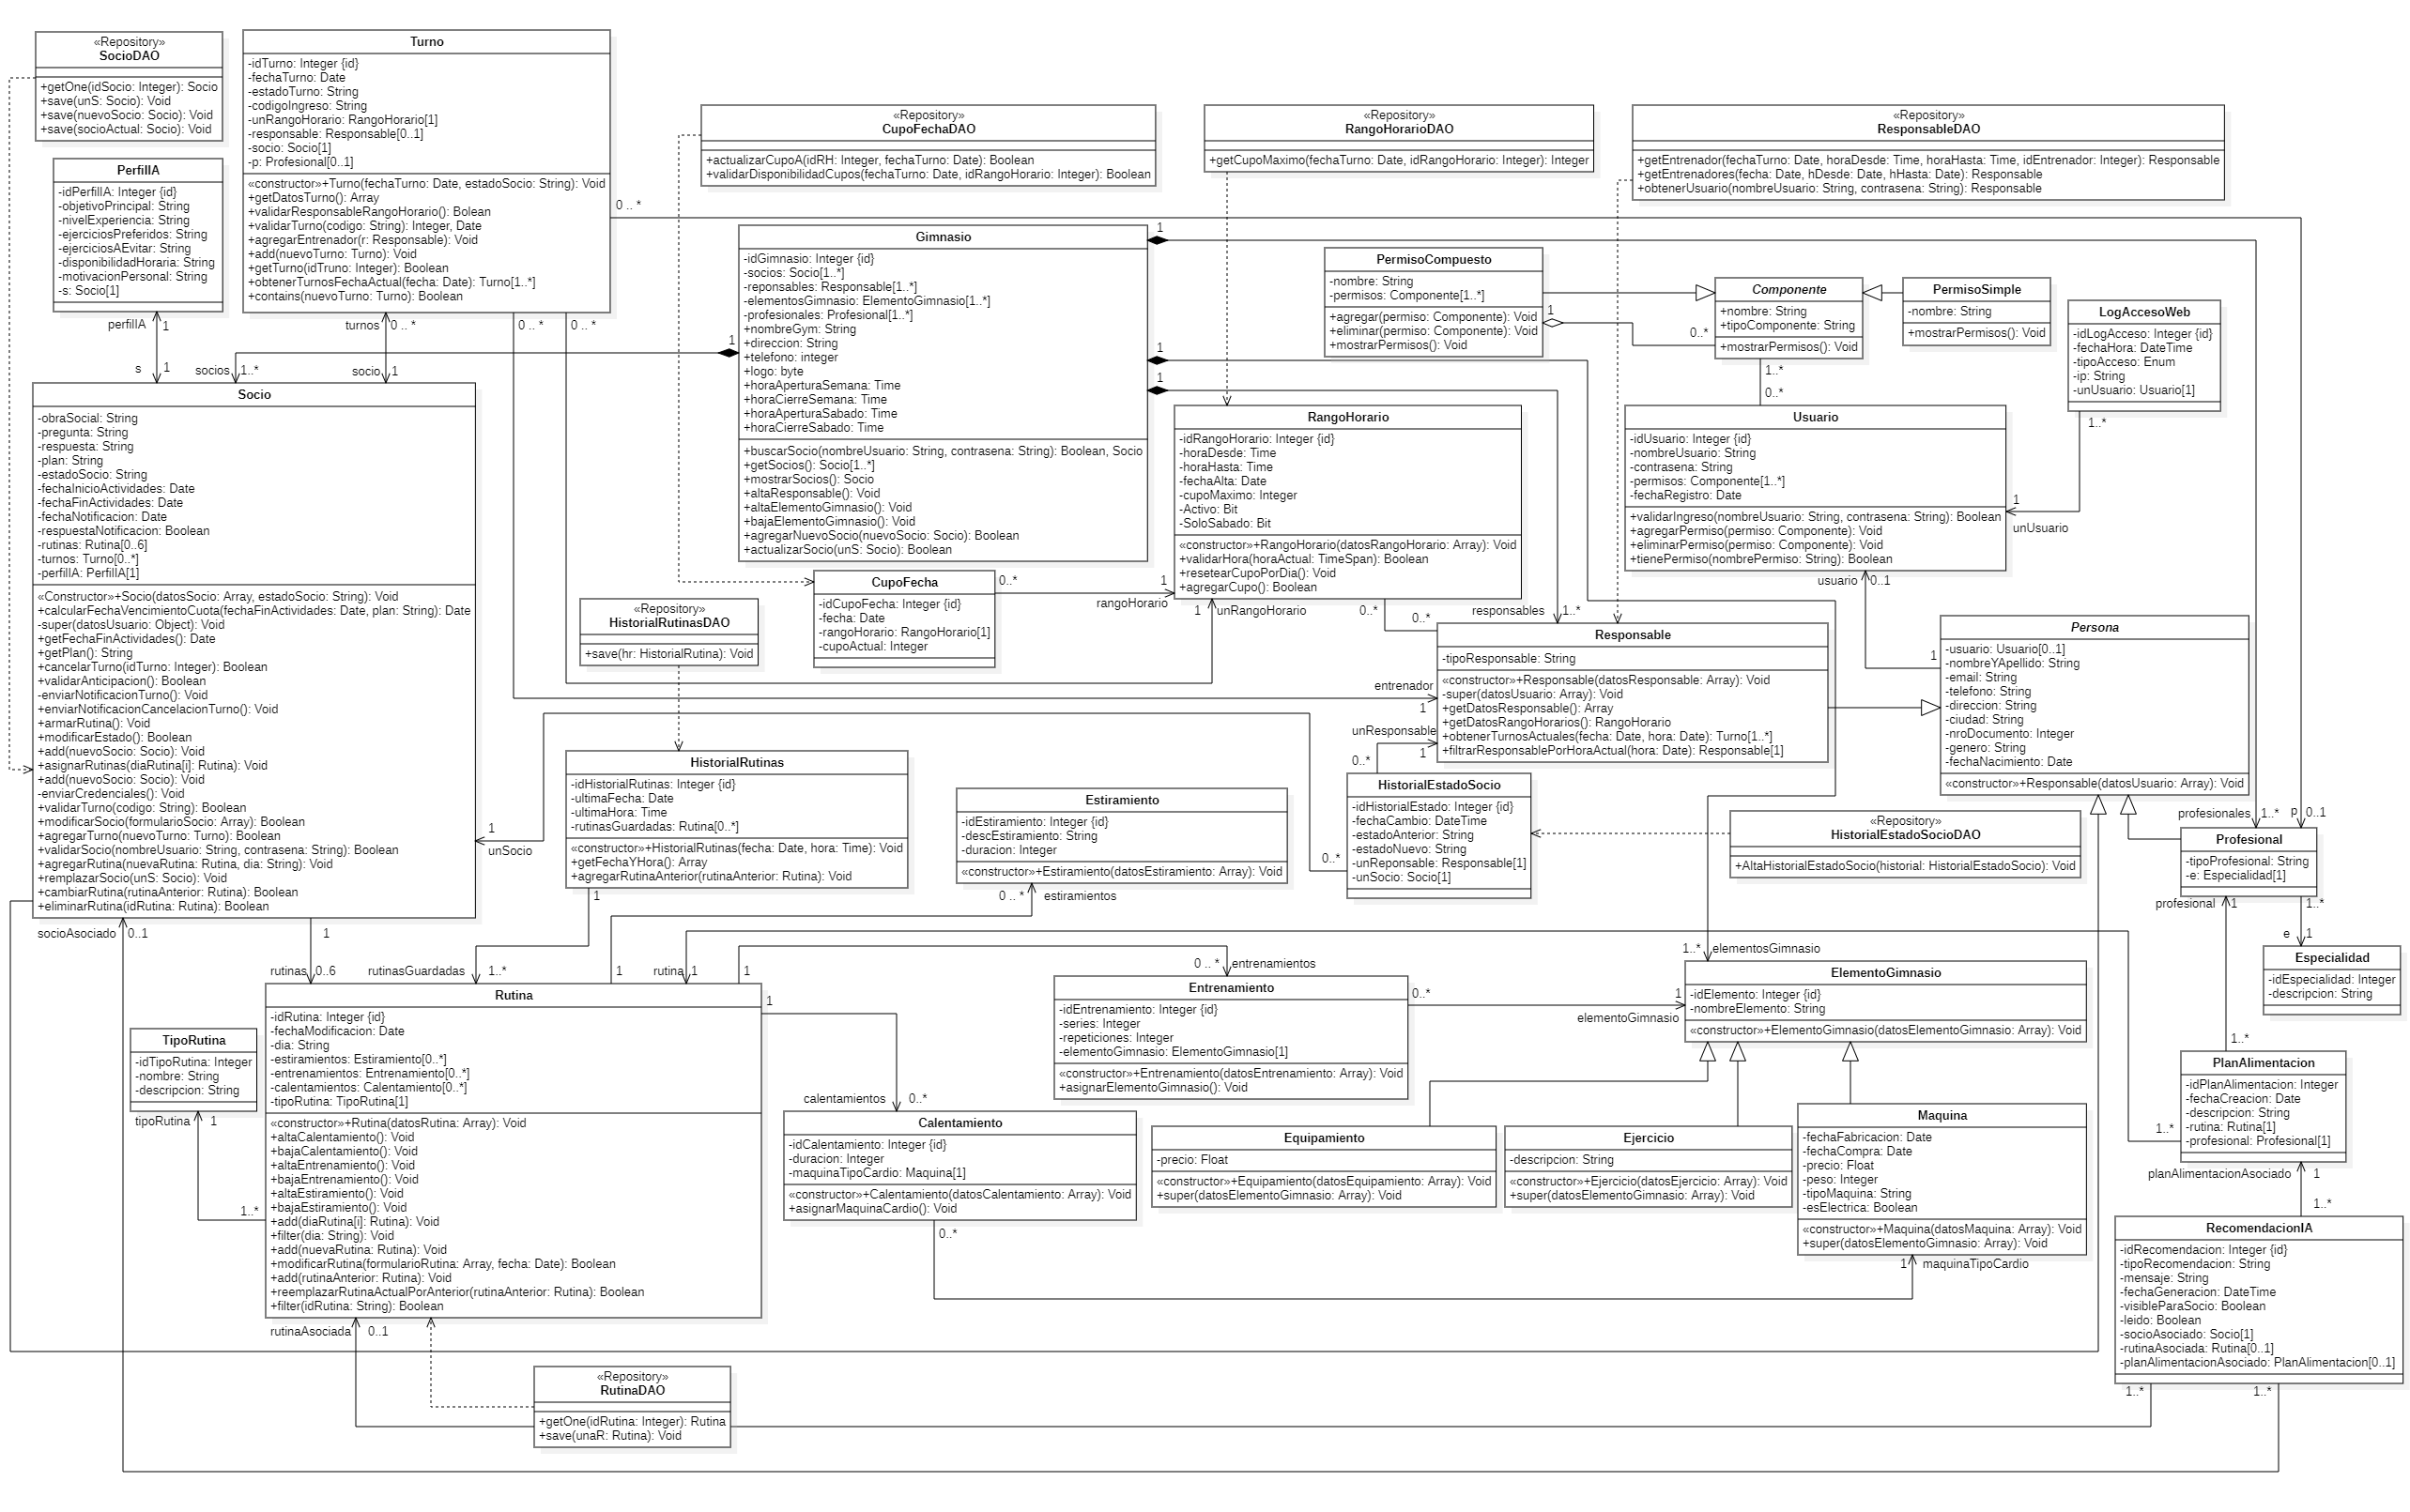 «Repository»
SocioDAO
+getOne(idSocio: Integer): Socio
+save(unS: Socio): Void
+save(nuevoSocio: Socio): Void
+save(socioActual: Socio): Void
Turno
-idTurno: Integer {id}
-fechaTurno: Date
-estadoTurno: String
-codigoIngreso: String
-unRangoHorario: RangoHorario[1]
-responsable: Responsable[0..1]
-socio: Socio[1]
-p: Profesional[0..1]
«constructor»+Turno(fechaTurno: Date, estadoSocio: String): Void
+getDatosTurno(): Array
+validarResponsableRangoHorario(): Bolean
+validarTurno(codigo: String): Integer, Date
+agregarEntrenador(r: Responsable): Void
+add(nuevoTurno: Turno): Void
+getTurno(idTruno: Integer): Boolean
+obtenerTurnosFechaActual(fecha: Date): Turno[1..*]
+contains(nuevoTurno: Turno): Boolean
«Repository»
CupoFechaDAO
+actualizarCupoA(idRH: Integer, fechaTurno: Date): Boolean
+validarDisponibilidadCupos(fechaTurno: Date, idRangoHorario: Integer): Boolean
«Repository»
RangoHorarioDAO
+getCupoMaximo(fechaTurno: Date, idRangoHorario: Integer): Integer
«Repository»
ResponsableDAO
+getEntrenador(fechaTurno: Date, horaDesde: Time, horaHasta: Time, idEntrenador: Integer): Responsable
+getEntrenadores(fecha: Date, hDesde: Date, hHasta: Date): Responsable
+obtenerUsuario(nombreUsuario: String, contrasena: String): Responsable
PerfilIA
-idPerfilIA: Integer {id}
-objetivoPrincipal: String
-nivelExperiencia: String
-ejerciciosPreferidos: String
-ejerciciosAEvitar: String
-disponibilidadHoraria: String
-motivacionPersonal: String
-s: Socio[1]
Gimnasio
-idGimnasio: Integer {id}
-socios: Socio[1..*]
-reponsables: Responsable[1..*]
-elementosGimnasio: ElementoGimnasio[1..*]
-profesionales: Profesional[1..*]
+nombreGym: String
+direccion: String
+telefono: integer
+logo: byte
+horaAperturaSemana: Time
+horaCierreSemana: Time
+horaAperturaSabado: Time
+horaCierreSabado: Time
+buscarSocio(nombreUsuario: String, contrasena: String): Boolean, Socio
+getSocios(): Socio[1..*]
+mostrarSocios(): Socio
+altaResponsable(): Void
+altaElementoGimnasio(): Void
+bajaElementoGimnasio(): Void
+agregarNuevoSocio(nuevoSocio: Socio): Boolean
+actualizarSocio(unS: Socio): Boolean
PermisoCompuesto
-nombre: String
-permisos: Componente[1..*]
+agregar(permiso: Componente): Void
+eliminar(permiso: Componente): Void
+mostrarPermisos(): Void
Componente
+nombre: String
+tipoComponente: String
+mostrarPermisos(): Void
PermisoSimple
-nombre: String
+mostrarPermisos(): Void
LogAccesoWeb
-idLogAcceso: Integer {id}
-fechaHora: DateTime
-tipoAcceso: Enum
-ip: String
-unUsuario: Usuario[1]
Socio
-obraSocial: String
-pregunta: String
-respuesta: String
-plan: String
-estadoSocio: String
-fechaInicioActividades: Date
-fechaFinActividades: Date
-fechaNotificacion: Date
-respuestaNotificacion: Boolean
-rutinas: Rutina[0..6]
-turnos: Turno[0..*]
-perfilIA: PerfilIA[1]
«Constructor»+Socio(datosSocio: Array, estadoSocio: String): Void
+calcularFechaVencimientoCuota(fechaFinActividades: Date, plan: String): Date
-super(datosUsuario: Object): Void
+getFechaFinActividades(): Date
+getPlan(): String
+cancelarTurno(idTurno: Integer): Boolean
+validarAnticipacion(): Boolean
-enviarNotificacionTurno(): Void
+enviarNotificacionCancelacionTurno(): Void
+armarRutina(): Void
+modificarEstado(): Boolean
+add(nuevoSocio: Socio): Void
+asignarRutinas(diaRutina[i]: Rutina): Void
+add(nuevoSocio: Socio): Void
-enviarCredenciales(): Void
+validarTurno(codigo: String): Boolean
+modificarSocio(formularioSocio: Array): Boolean
+agregarTurno(nuevoTurno: Turno): Boolean
+validarSocio(nombreUsuario: String, contrasena: String): Boolean
+agregarRutina(nuevaRutina: Rutina, dia: String): Void
+remplazarSocio(unS: Socio): Void
+cambiarRutina(rutinaAnterior: Rutina): Boolean
+eliminarRutina(idRutina: Rutina): Boolean
RangoHorario
-idRangoHorario: Integer {id}
-horaDesde: Time
-horaHasta: Time
-fechaAlta: Date
-cupoMaximo: Integer
-Activo: Bit
-SoloSabado: Bit
«constructor»+RangoHorario(datosRangoHorario: Array): Void
+validarHora(horaActual: TimeSpan): Boolean
+resetearCupoPorDia(): Void
+agregarCupo(): Boolean
Usuario
-idUsuario: Integer {id}
-nombreUsuario: String
-contrasena: String
-permisos: Componente[1..*]
-fechaRegistro: Date
+validarIngreso(nombreUsuario: String, contrasena: String): Boolean
+agregarPermiso(permiso: Componente): Void
+eliminarPermiso(permiso: Componente): Void
+tienePermiso(nombrePermiso: String): Boolean
CupoFecha
-idCupoFecha: Integer {id}
-fecha: Date
-rangoHorario: RangoHorario[1]
-cupoActual: Integer
«Repository»
HistorialRutinasDAO
+save(hr: HistorialRutina): Void
Responsable
-tipoResponsable: String
«constructor»+Responsable(datosResponsable: Array): Void
-super(datosUsuario: Array): Void
+getDatosResponsable(): Array
+getDatosRangoHorarios(): RangoHorario
+obtenerTurnosActuales(fecha: Date, hora: Date): Turno[1..*]
+filtrarResponsablePorHoraActual(hora: Date): Responsable[1]
Persona
-usuario: Usuario[0..1]
-nombreYApellido: String
-email: String
-telefono: String
-direccion: String
-ciudad: String
-nroDocumento: Integer
-genero: String
-fechaNacimiento: Date
«constructor»+Responsable(datosUsuario: Array): Void
HistorialRutinas
-idHistorialRutinas: Integer {id}
-ultimaFecha: Date
-ultimaHora: Time
-rutinasGuardadas: Rutina[0..*]
«constructor»+HistorialRutinas(fecha: Date, hora: Time): Void
+getFechaYHora(): Array
+agregarRutinaAnterior(rutinaAnterior: Rutina): Void
Estiramiento
-idEstiramiento: Integer {id}
-descEstiramiento: String
-duracion: Integer
«constructor»+Estiramiento(datosEstiramiento: Array): Void
HistorialEstadoSocio
-idHistorialEstado: Integer {id}
-fechaCambio: DateTime
-estadoAnterior: String
-estadoNuevo: String
-unReponsable: Responsable[1]
-unSocio: Socio[1]
«Repository»
HistorialEstadoSocioDAO
+AltaHistorialEstadoSocio(historial: HistorialEstadoSocio): Void
Profesional
-tipoProfesional: String
-e: Especialidad[1]
Especialidad
-idEspecialidad: Integer
-descripcion: String
Rutina
-idRutina: Integer {id}
-fechaModificacion: Date
-dia: String
-estiramientos: Estiramiento[0..*]
-entrenamientos: Entrenamiento[0..*]
-calentamientos: Calentamiento[0..*]
-tipoRutina: TipoRutina[1]
«constructor»+Rutina(datosRutina: Array): Void
+altaCalentamiento(): Void
+bajaCalentamiento(): Void
+altaEntrenamiento(): Void
+bajaEntrenamiento(): Void
+altaEstiramiento(): Void
+bajaEstiramiento(): Void
+add(diaRutina[i]: Rutina): Void
+filter(dia: String): Void
+add(nuevaRutina: Rutina): Void
+modificarRutina(formularioRutina: Array, fecha: Date): Boolean
+add(rutinaAnterior: Rutina): Void
+reemplazarRutinaActualPorAnterior(rutinaAnterior: Rutina): Boolean
+filter(idRutina: String): Boolean
TipoRutina
-idTipoRutina: Integer
-nombre: String
-descripcion: String
Entrenamiento
-idEntrenamiento: Integer {id}
-series: Integer
-repeticiones: Integer
-elementoGimnasio: ElementoGimnasio[1]
«constructor»+Entrenamiento(datosEntrenamiento: Array): Void
+asignarElementoGimnasio(): Void
ElementoGimnasio
-idElemento: Integer {id}
-nombreElemento: String
«constructor»+ElementoGimnasio(datosElementoGimnasio: Array): Void
Calentamiento
-idCalentamiento: Integer {id}
-duracion: Integer
-maquinaTipoCardio: Maquina[1]
«constructor»+Calentamiento(datosCalentamiento: Array): Void
+asignarMaquinaCardio(): Void
Equipamiento
-precio: Float
«constructor»+Equipamiento(datosEquipamiento: Array): Void
+super(datosElementoGimnasio: Array): Void
Ejercicio
-descripcion: String
«constructor»+Ejercicio(datosEjercicio: Array): Void
+super(datosElementoGimnasio: Array): Void
Maquina
-fechaFabricacion: Date
-fechaCompra: Date
-precio: Float
-peso: Integer
-tipoMaquina: String
-esElectrica: Boolean
«constructor»+Maquina(datosMaquina: Array): Void
+super(datosElementoGimnasio: Array): Void
PlanAlimentacion
-idPlanAlimentacion: Integer
-fechaCreacion: Date
-descripcion: String
-rutina: Rutina[1]
-profesional: Profesional[1]
RecomendacionIA
-idRecomendacion: Integer {id}
-tipoRecomendacion: String
-mensaje: String
-fechaGeneracion: DateTime
-visibleParaSocio: Boolean
-leido: Boolean
-socioAsociado: Socio[1]
-rutinaAsociada: Rutina[0..1]
-planAlimentacionAsociado: PlanAlimentacion[0..1]
«Repository»
RutinaDAO
+getOne(idRutina: Integer): Rutina
+save(unaR: Rutina): Void
perfilIA 1
s 1
turnos 0 .. *
socio 1
socios 1..*
1
0 .. *
0 .. *
0 .. *
1
1
1
1
0..*
1..*
0..*
1..*
1
unUsuario
usuario 0..1
1
0..*
1
rangoHorario
1 unRangoHorario
0..*
0..*
responsables 1..*
entrenador
1
unResponsable
1
0..*
0..*
1
unSocio
profesionales 1..*
p 0..1
profesional 1
1..*
e 1
1..*
1..*
planAlimentacionAsociado 1
1..*
socioAsociado 0..1
1
rutinas 0..6
1
rutinasGuardadas 1..*
1
0 .. * estiramientos
rutina 1
1
0 .. * entrenamientos
1
calentamientos 0..*
0..*
1
elementoGimnasio
1..* elementosGimnasio
tipoRutina 1
1..*
0..*
1 maquinaTipoCardio
rutinaAsociada 0..1
1..*
1..*